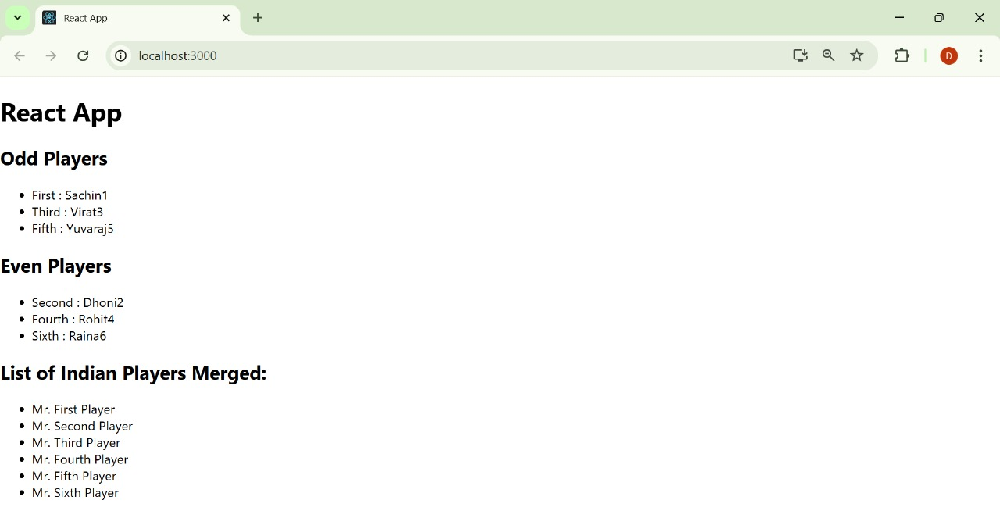 React App
localhost:3000
D
React App
Odd Players
First : Sachin1
Third : Virat3
Fifth : Yuvaraj5
Even Players
Second : Dhoni2
Fourth : Rohit4
Sixth : Raina6
List of Indian Players Merged:
Mr. First Player
Mr. Second Player
Mr. Third Player
Mr. Fourth Player
Mr. Fifth Player
Mr. Sixth Player